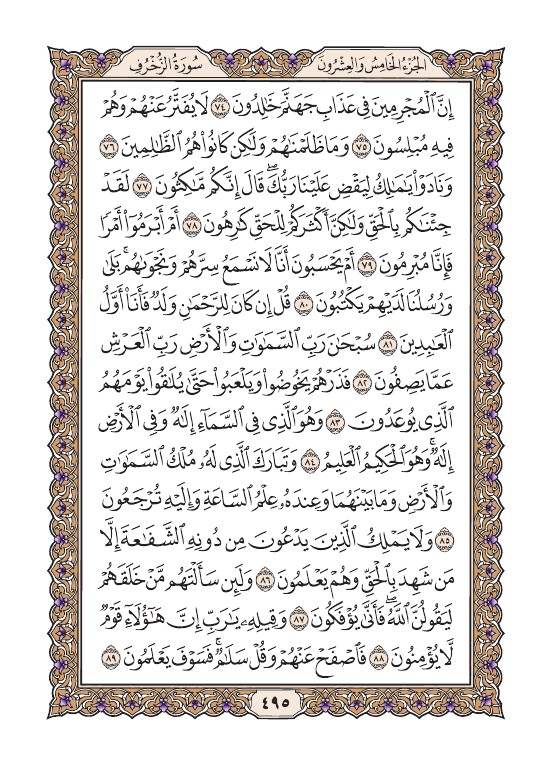 سُورَةُ الزُّخْرُفِ
الجُزْءُ الخَامِسُ وَالعِشْرُونَ
إِنَّ ٱلْمُجْرِمِينَ فِي عَذَابِ جَهَنَّمَ خَٰلِدُونَ ٧٤ لَا يُفَتَّرُ عَنْهُمْ وَهُمْ
فِيهِ مُبْلِسُونَ ٧٥ وَمَا ظَلَمْنَٰهُمْ وَلَٰكِن كَانُوا۟ هُمُ ٱلظَّٰلِمِينَ ٧٦
وَنَادَوْا۟ يَٰمَٰلِكُ لِيَقْضِ عَلَيْنَا رَبُّكَ ۖ قَالَ إِنَّكُم مَّٰكِثُونَ ٧٧ لَقَدْ
جِئْنَٰكُم بِٱلْحَقِّ وَلَٰكِنَّ أَكْثَرَكُمْ لِلْحَقِّ كَٰرِهُونَ ٧٨ أَمْ أَبْرَمُوٓا۟ أَمْرًا
فَإِنَّا مُبْرِمُونَ ٧٩ أَمْ يَحْسَبُونَ أَنَّا لَا نَسْمَعُ سِرَّهُمْ وَنَجْوَىٰهُم ۚ بَلَىٰ
وَرُسُلُنَا لَدَيْهِمْ يَكْتُبُونَ ٨٠ قُلْ إِن كَانَ لِلرَّحْمَٰنِ وَلَدٌ فَأَنَا۠ أَوَّلُ
ٱلْعَٰبِدِينَ ٨١ سُبْحَٰنَ رَبِّ ٱلسَّمَٰوَٰتِ وَٱلْأَرْضِ رَبِّ ٱلْعَرْشِ
عَمَّا يَصِفُونَ ٨٢ فَذَرْهُمْ يَخُوضُوا۟ وَيَلْعَبُوا۟ حَتَّىٰ يُلَٰقُوا۟ يَوْمَهُمُ
ٱلَّذِي يُوعَدُونَ ٨٣ وَهُوَ ٱلَّذِي فِي ٱلسَّمَآءِ إِلَٰهٌ وَفِي ٱلْأَرْضِ
إِلَٰهٌ ۚ وَهُوَ ٱلْحَكِيمُ ٱلْعَلِيمُ ٨٤ وَتَبَارَكَ ٱلَّذِي لَهُۥ مُلْكُ ٱلسَّمَٰوَٰتِ
وَٱلْأَرْضِ وَمَا بَيْنَهُمَا وَعِندَهُۥ عِلْمُ ٱلسَّاعَةِ وَإِلَيْهِ تُرْجَعُونَ
٨٥ وَلَا يَمْلِكُ ٱلَّذِينَ يَدْعُونَ مِن دُونِهِ ٱلشَّفَٰعَةَ إِلَّا
مَن شَهِدَ بِٱلْحَقِّ وَهُمْ يَعْلَمُونَ ٨٦ وَلَئِن سَأَلْتَهُم مَّنْ خَلَقَهُمْ
لَيَقُولُنَّ ٱللَّهُ ۖ فَأَنَّىٰ يُؤْفَكُونَ ٨٧ وَقِيلِهِۦ يَٰرَبِّ إِنَّ هَٰٓؤُلَآءِ قَوْمٌ
لَّا يُؤْمِنُونَ ٨٨ فَٱصْفَحْ عَنْهُمْ وَقُلْ سَلَٰمٌ ۚ فَسَوْفَ يَعْلَمُونَ ٨٩
٤٩٥